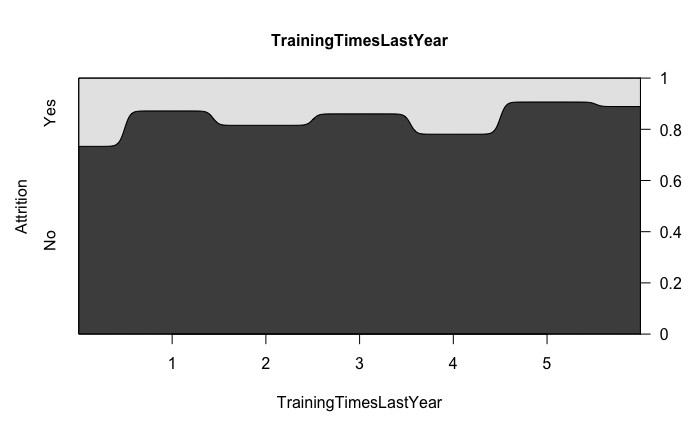 TrainingTimesLastYear
Yes
No
Attrition
1
0.8
0.6
0.4
0.2
0
1 2 3 4 5
TrainingTimesLastYear